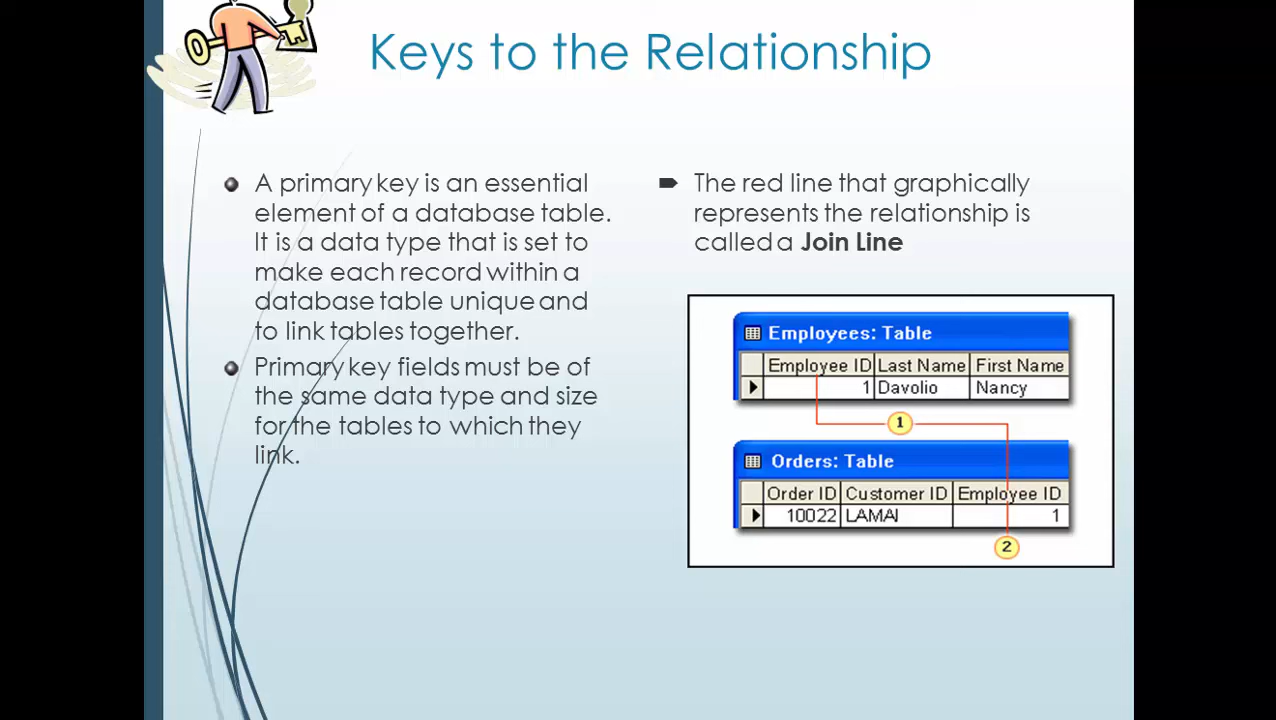 Keys to the Relationship
A primary key is an essential
element of a database table.
It is a data type that is set to
make each record within a
database table unique and
to link tables together.
Primary key fields must be of
the same data type and size
for the tables to which they
link.
The red line that graphically
represents the relationship is
called a Join Line
Employees: Table
Employee ID Last Name First Name
1 Davolio Nancy
1
Orders: Table
Order ID Customer ID Employee ID
10022 LAMAI 1
2